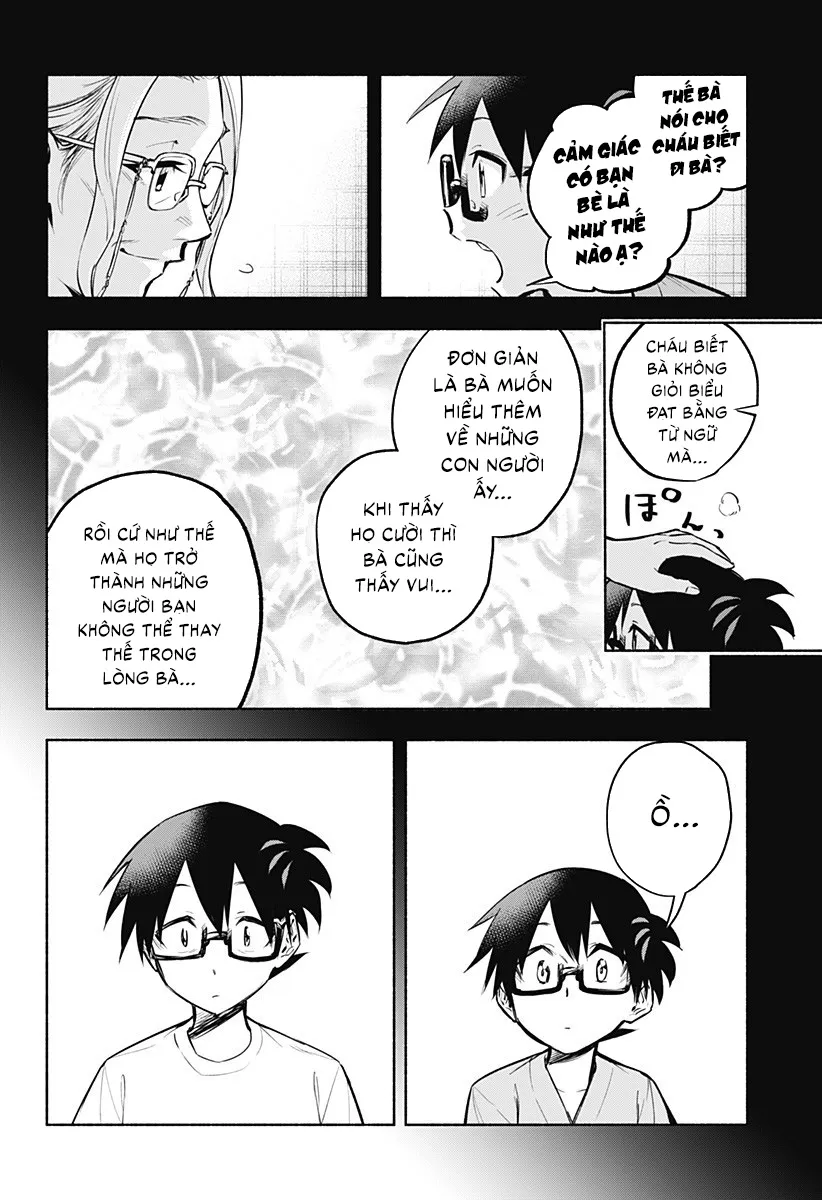 THẾ BÀ
NÓI CHO
CHÁU BIẾT
ĐI BÀ?
CẢM GIÁC
CÓ BẠN
BÈ LÀ
NHƯ THẾ
NÀO Ạ?
CHÁU BIẾT
BÀ KHÔNG
GIỎI BIỂU
ĐẠT BẰNG
TỪ NGỮ
MÀ...
ぽんっ
ĐƠN GIẢN
LÀ BÀ MUỐN
HIỂU THÊM
VỀ NHỮNG
CON NGƯỜI
ẤY...
KHI THẤY
HỌ CƯỜI THÌ
BÀ CŨNG
THẤY VUI...
RỒI CỨ NHƯ THẾ
MÀ HỌ TRỞ
THÀNH NHỮNG
NGƯỜI BẠN
KHÔNG THỂ THAY
THẾ TRONG
LÒNG BÀ...
Ồ...